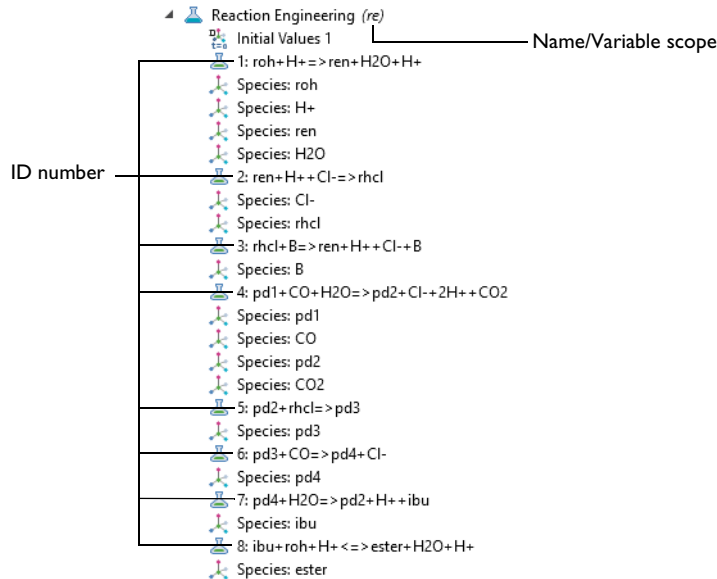 Reaction Engineering (re)
Initial Values 1
Name/Variable scope
1: roh+H+=>ren+H2O+H+
Species: roh
Species: H+
Species: ren
Species: H2O
ID number
2: ren+H++Cl-=>rhcl
Species: Cl-
Species: rhcl
3: rhcl+B=>ren+H++Cl-+B
Species: B
4: pd1+CO+H2O=>pd2+Cl-+2H++CO2
Species: pd1
Species: CO
Species: pd2
Species: CO2
5: pd2+rhcl=>pd3
Species: pd3
6: pd3+CO=>pd4+Cl-
Species: pd4
7: pd4+H2O=>pd2+H++ibu
Species: ibu
8: ibu+roh+H+<=>ester+H2O+H+
Species: ester